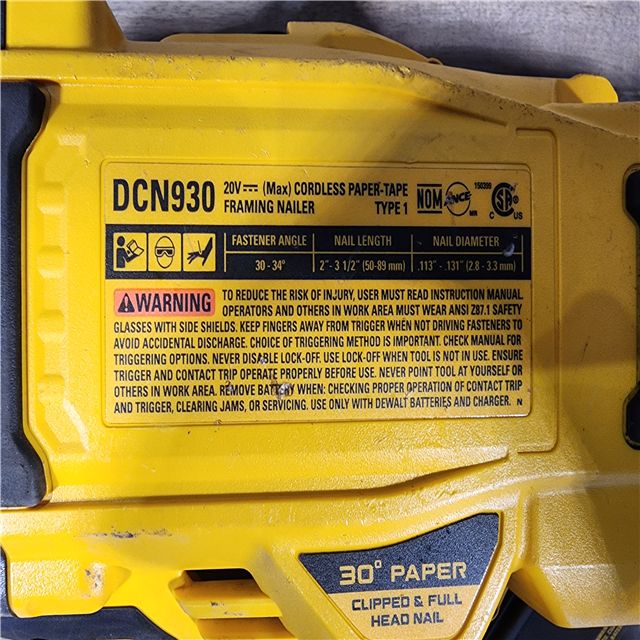 DCN930 20V (Max) CORDLESS PAPER-TAPE
FRAMING NAILER TYPE 1
NOM NYCE MR 150395 C SA US
FASTENER ANGLE NAIL LENGTH NAIL DIAMETER
30 - 34° 2" - 3 1/2" (50-89 mm) .113" - .131" (2.8 - 3.3 mm)
WARNING TO REDUCE THE RISK OF INJURY, USER MUST READ INSTRUCTION MANUAL.
OPERATORS AND OTHERS IN WORK AREA MUST WEAR ANSI Z87.1 SAFETY
GLASSES WITH SIDE SHIELDS. KEEP FINGERS AWAY FROM TRIGGER WHEN NOT DRIVING FASTENERS TO
AVOID ACCIDENTAL DISCHARGE. CHOICE OF TRIGGERING METHOD IS IMPORTANT. CHECK MANUAL FOR
TRIGGERING OPTIONS. NEVER DISABLE LOCK-OFF. USE LOCK-OFF WHEN TOOL IS NOT IN USE. ENSURE
TRIGGER AND CONTACT TRIP OPERATE PROPERLY BEFORE USE. NEVER POINT TOOL AT YOURSELF OR
OTHERS IN WORK AREA. REMOVE BATTERY WHEN: CHECKING PROPER OPERATION OF CONTACT TRIP
AND TRIGGER, CLEARING JAMS, OR SERVICING. USE ONLY WITH DEWALT BATTERIES AND CHARGER. N
30° PAPER
CLIPPED & FULL
HEAD NAIL